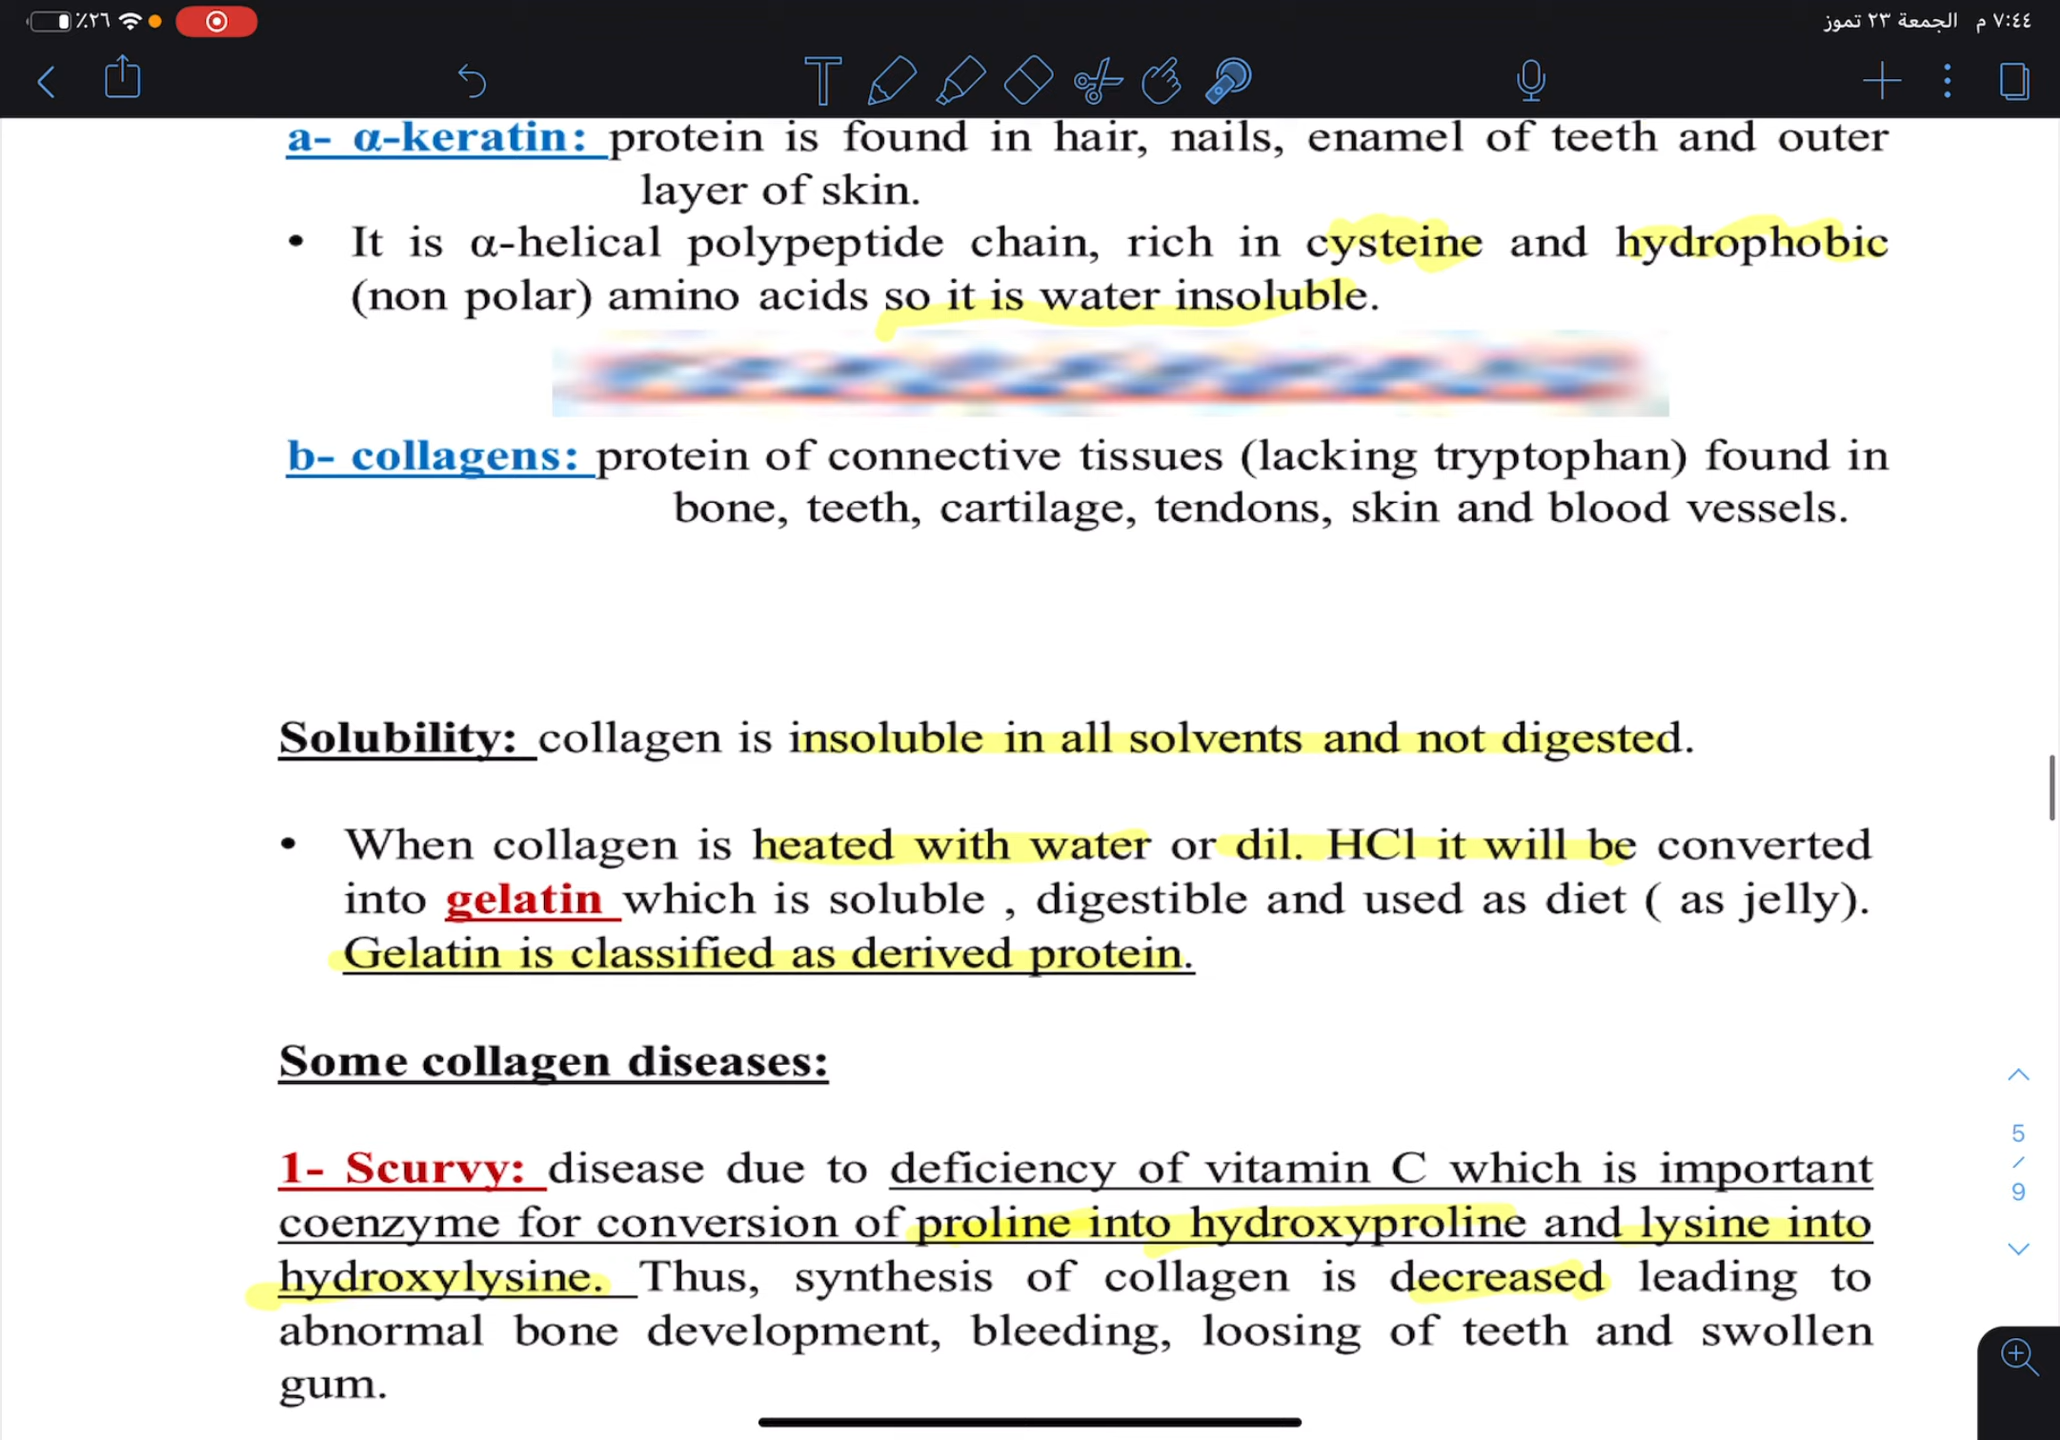 ٪٢٦
٧:٤٤ م الجمعة ٢٣ تموز
a- α-keratin: protein is found in hair, nails, enamel of teeth and outer
layer of skin.
• It is α-helical polypeptide chain, rich in cysteine and hydrophobic
(non polar) amino acids so it is water insoluble.
b- collagens: protein of connective tissues (lacking tryptophan) found in
bone, teeth, cartilage, tendons, skin and blood vessels.
Solubility: collagen is insoluble in all solvents and not digested.
• When collagen is heated with water or dil. HCl it will be converted
into gelatin which is soluble , digestible and used as diet ( as jelly).
Gelatin is classified as derived protein.
Some collagen diseases:
1- Scurvy: disease due to deficiency of vitamin C which is important
coenzyme for conversion of proline into hydroxyproline and lysine into
hydroxylysine. Thus, synthesis of collagen is decreased leading to
abnormal bone development, bleeding, loosing of teeth and swollen
gum.
5
/
9